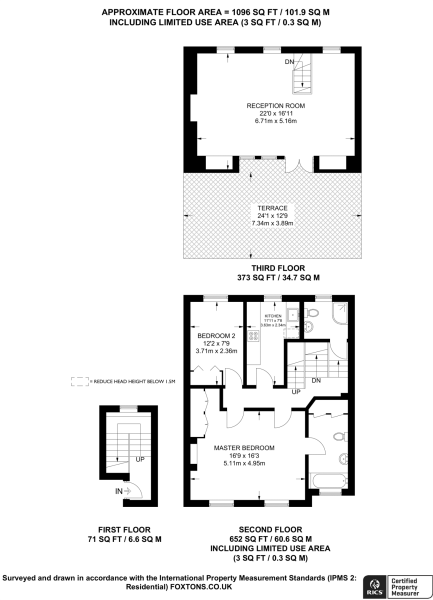 APPROXIMATE FLOOR AREA = 1096 SQ FT / 101.9 SQ M
INCLUDING LIMITED USE AREA (3 SQ FT / 0.3 SQ M)
DN
RECEPTION ROOM
22'0 x 16'11
6.71m x 5.16m
TERRACE
24'1 x 12'9
7.34m x 3.89m
THIRD FLOOR
373 SQ FT / 34.7 SQ M
KITCHEN
11'11 x 7'8
3.63m x 2.34m
BEDROOM 2
12'2 x 7'9
3.71m x 2.36m
DN
UP
= REDUCE HEAD HEIGHT BELOW 1.5M
MASTER BEDROOM
16'9 x 16'3
5.11m x 4.95m
UP
IN
FIRST FLOOR
71 SQ FT / 6.6 SQ M
SECOND FLOOR
652 SQ FT / 60.6 SQ M
INCLUDING LIMITED USE AREA
(3 SQ FT / 0.3 SQ M)
Surveyed and drawn in accordance with the International Property Measurement Standards (IPMS 2:
Residential) FOXTONS.CO.UK
RICS
Certified
Property
Measurer